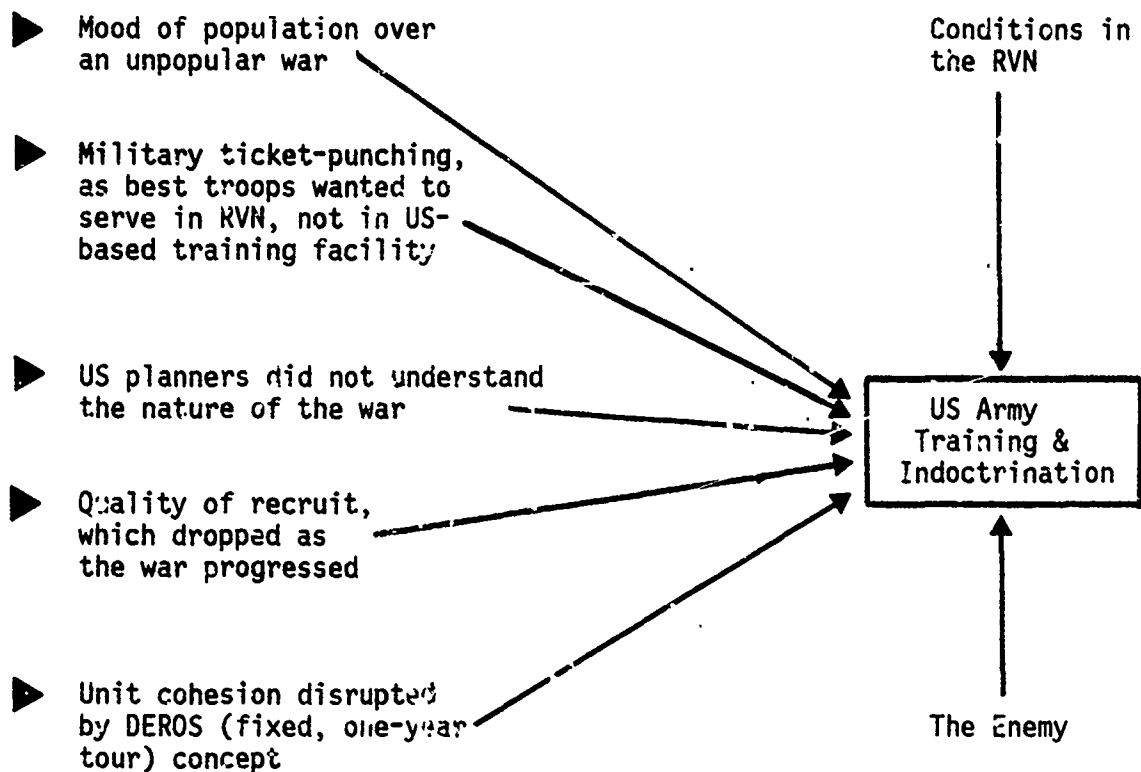 Mood of population over
an unpopular war
Military ticket-punching,
as best troops wanted to
serve in RVN, not in US-
based training facility
US planners did not understand
the nature of the war
Quality of recruit,
which dropped as
the war progressed
Unit cohesion disrupted
by DEROS (fixed, one-year
tour) concept
Conditions in
the RVN
US Army
Training &
Indoctrination
The Enemy